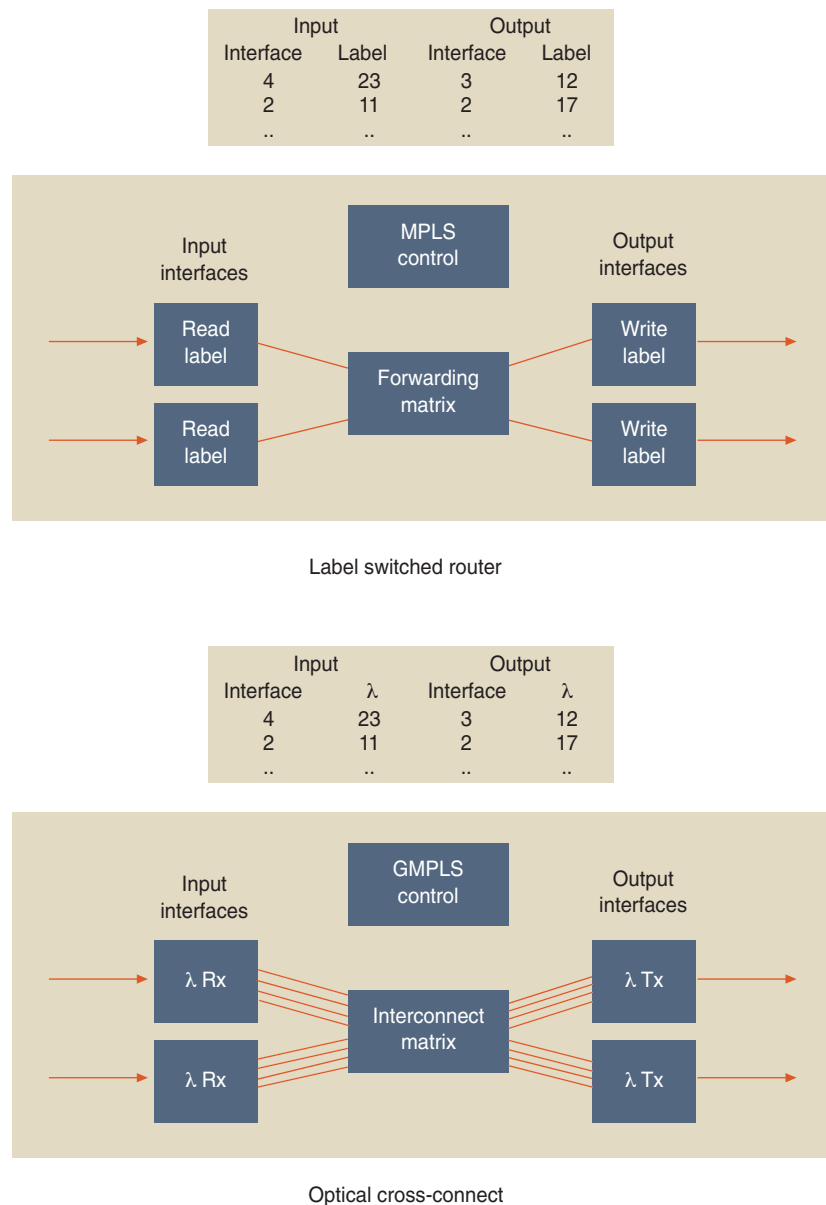 Input Output
Interface Label Interface Label
4 23 3 12
2 11 2 17
.. .. .. ..
MPLS
control
Input
interfaces
Output
interfaces
Read
label
Write
label
Forwarding
matrix
Read
label
Write
label
Label switched router
Input Output
Interface λ Interface λ
4 23 3 12
2 11 2 17
.. .. .. ..
GMPLS
control
Input
interfaces
Output
interfaces
λ Rx
λ Tx
Interconnect
matrix
λ Rx
λ Tx
Optical cross-connect